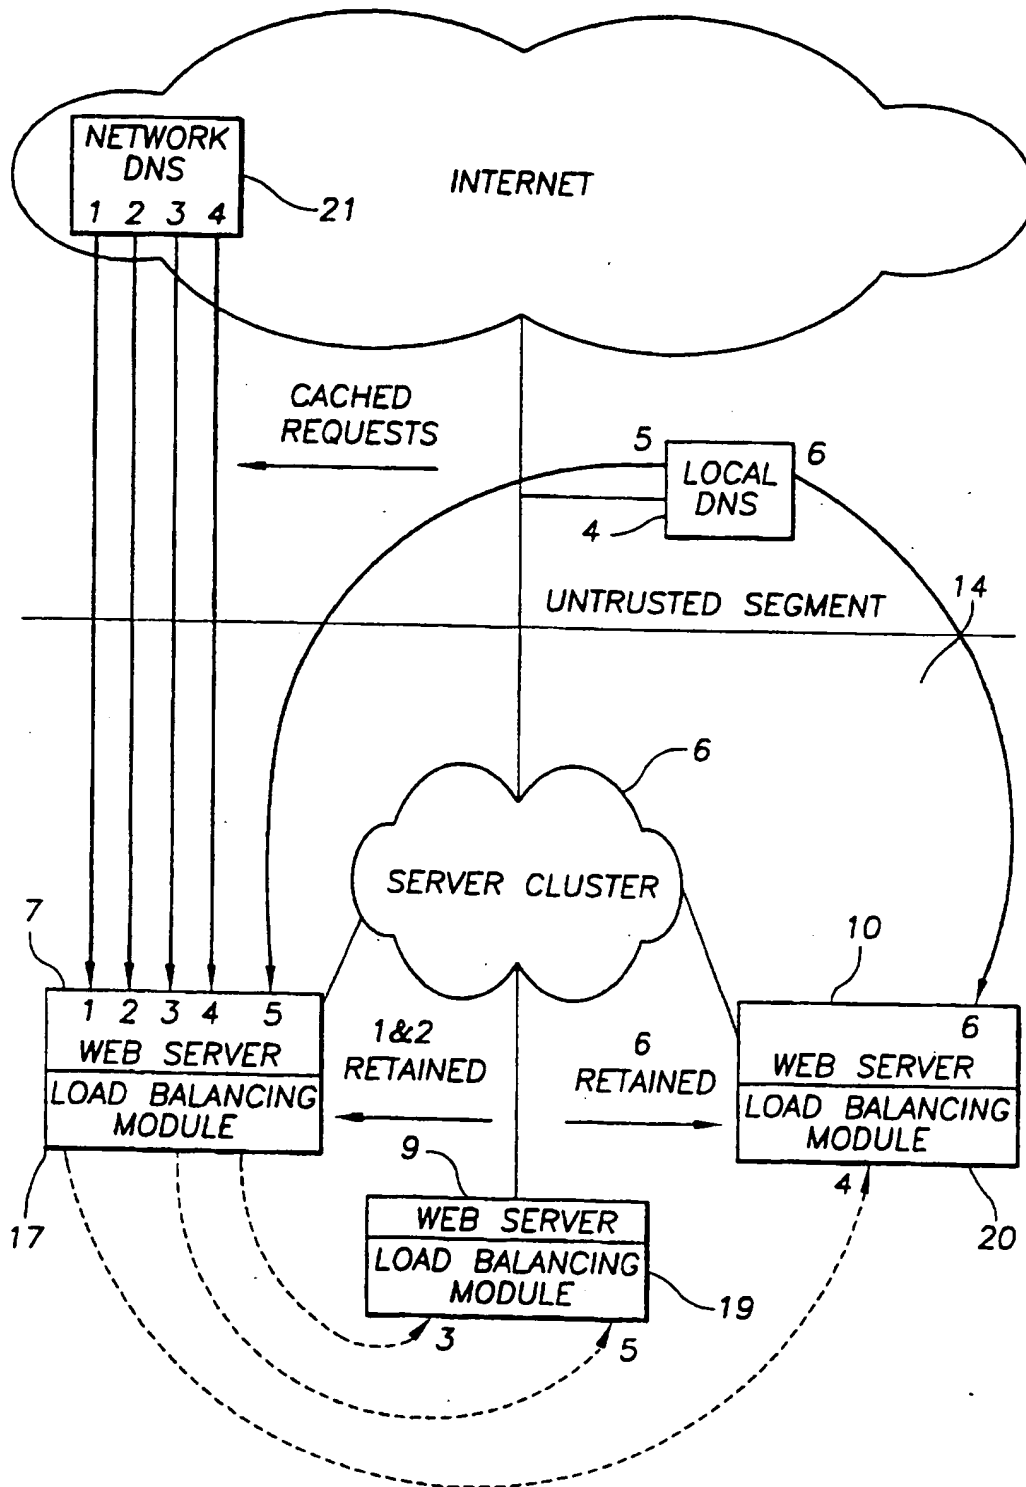 NETWORK
DNS
1 2 3 4
21
INTERNET
CACHED
REQUESTS
5
LOCAL
DNS
6
4
UNTRUSTED SEGMENT
14
6
SERVER CLUSTER
7
1 2 3 4 5
WEB SERVER
LOAD BALANCING
MODULE
17
1&2
RETAINED
6
RETAINED
10
6
WEB SERVER
LOAD BALANCING
MODULE
4
20
9
WEB SERVER
LOAD BALANCING
MODULE
19
3
5